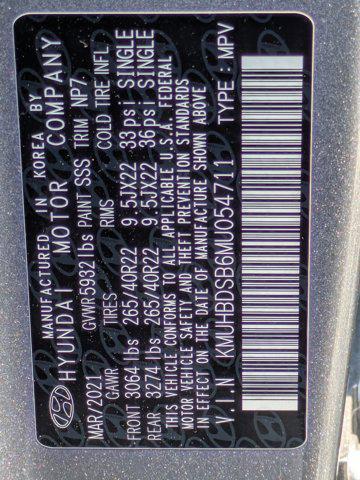 MANUFACTURED IN KOREA BY
HYUNDAI MOTOR COMPANY
MAR/2021 GVWR5932 lbs PAINT SSS TRIM NP7
GAWR TIRES RIMS COLD TIRE INFL
FRONT 3064 lbs 265/40R22 9.5JX22 33psi SINGLE
REAR 3274 lbs 265/40R22 9.5JX22 36psi SINGLE
THIS VEHICLE CONFORMS TO ALL APPLICABLE U.S.A. FEDERAL
MOTOR VEHICLE SAFETY AND THEFT PREVENTION STANDARDS
IN EFFECT ON THE DATE OF MANUFACTURE SHOWN ABOVE
V.I.N KMUHBDSB6MU054711 TYPE : MPV